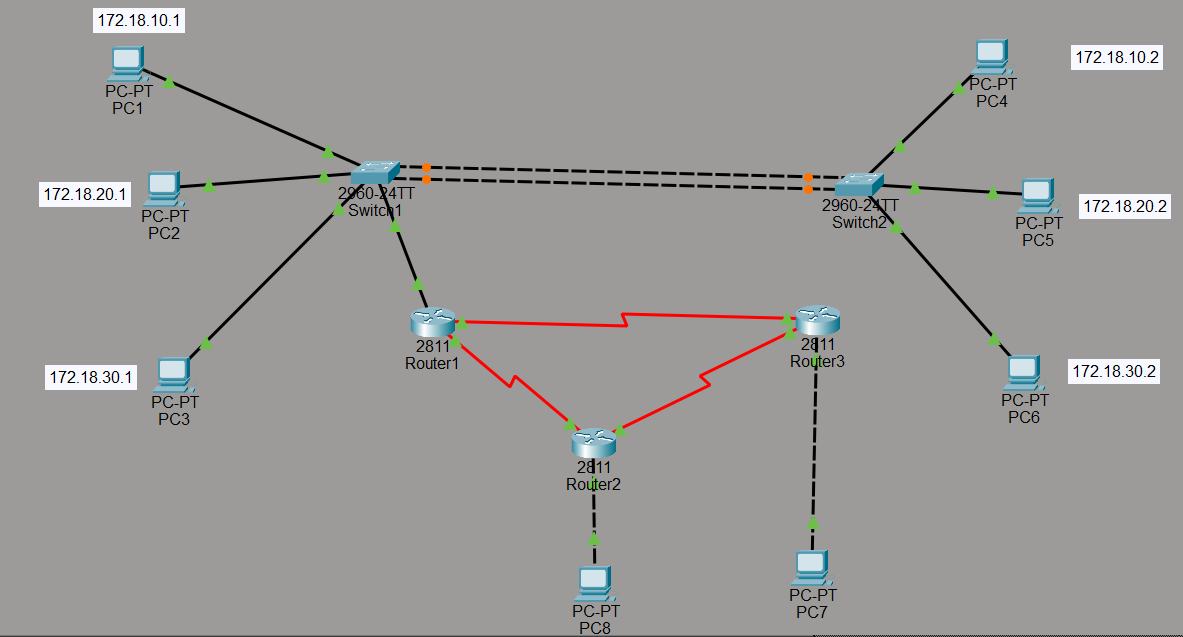 172.18.10.1
PC-PT
PC1
172.18.10.2
PC-PT
PC4
172.18.20.1
PC-PT
PC2
2960-24TT
Switch1
2960-24TT
Switch2
172.18.20.2
PC-PT
PC5
2811
Router1
2811
Router3
172.18.30.1
PC-PT
PC3
172.18.30.2
PC-PT
PC6
2811
Router2
PC-PT
PC8
PC-PT
PC7